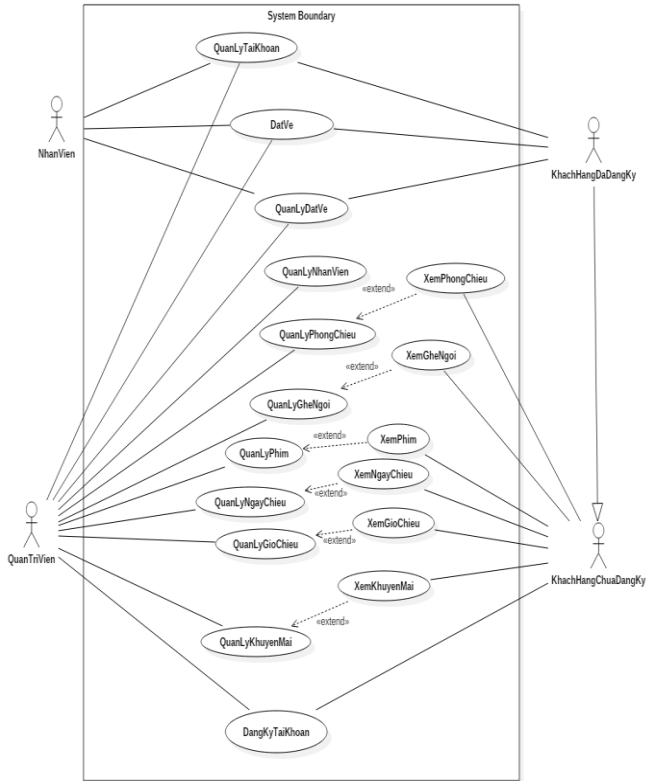 System Boundary
QuanLyTaiKhoan
DatVe
NhanVien
KhachHangDaDangKy
QuanLyDatVe
QuanLyNhanVien
XemPhongChieu
«extend»
QuanLyPhongChieu
XemGheNgoi
«extend»
QuanLyGheNgoi
XemPhim
«extend»
QuanLyPhim
XemNgayChieu
«extend»
QuanLyNgayChieu
XemGioChieu
«extend»
QuanLyGioChieu
QuanTriVien
KhachHangChuaDangKy
XemKhuyenMai
«extend»
QuanLyKhuyenMai
DangKyTaiKhoan